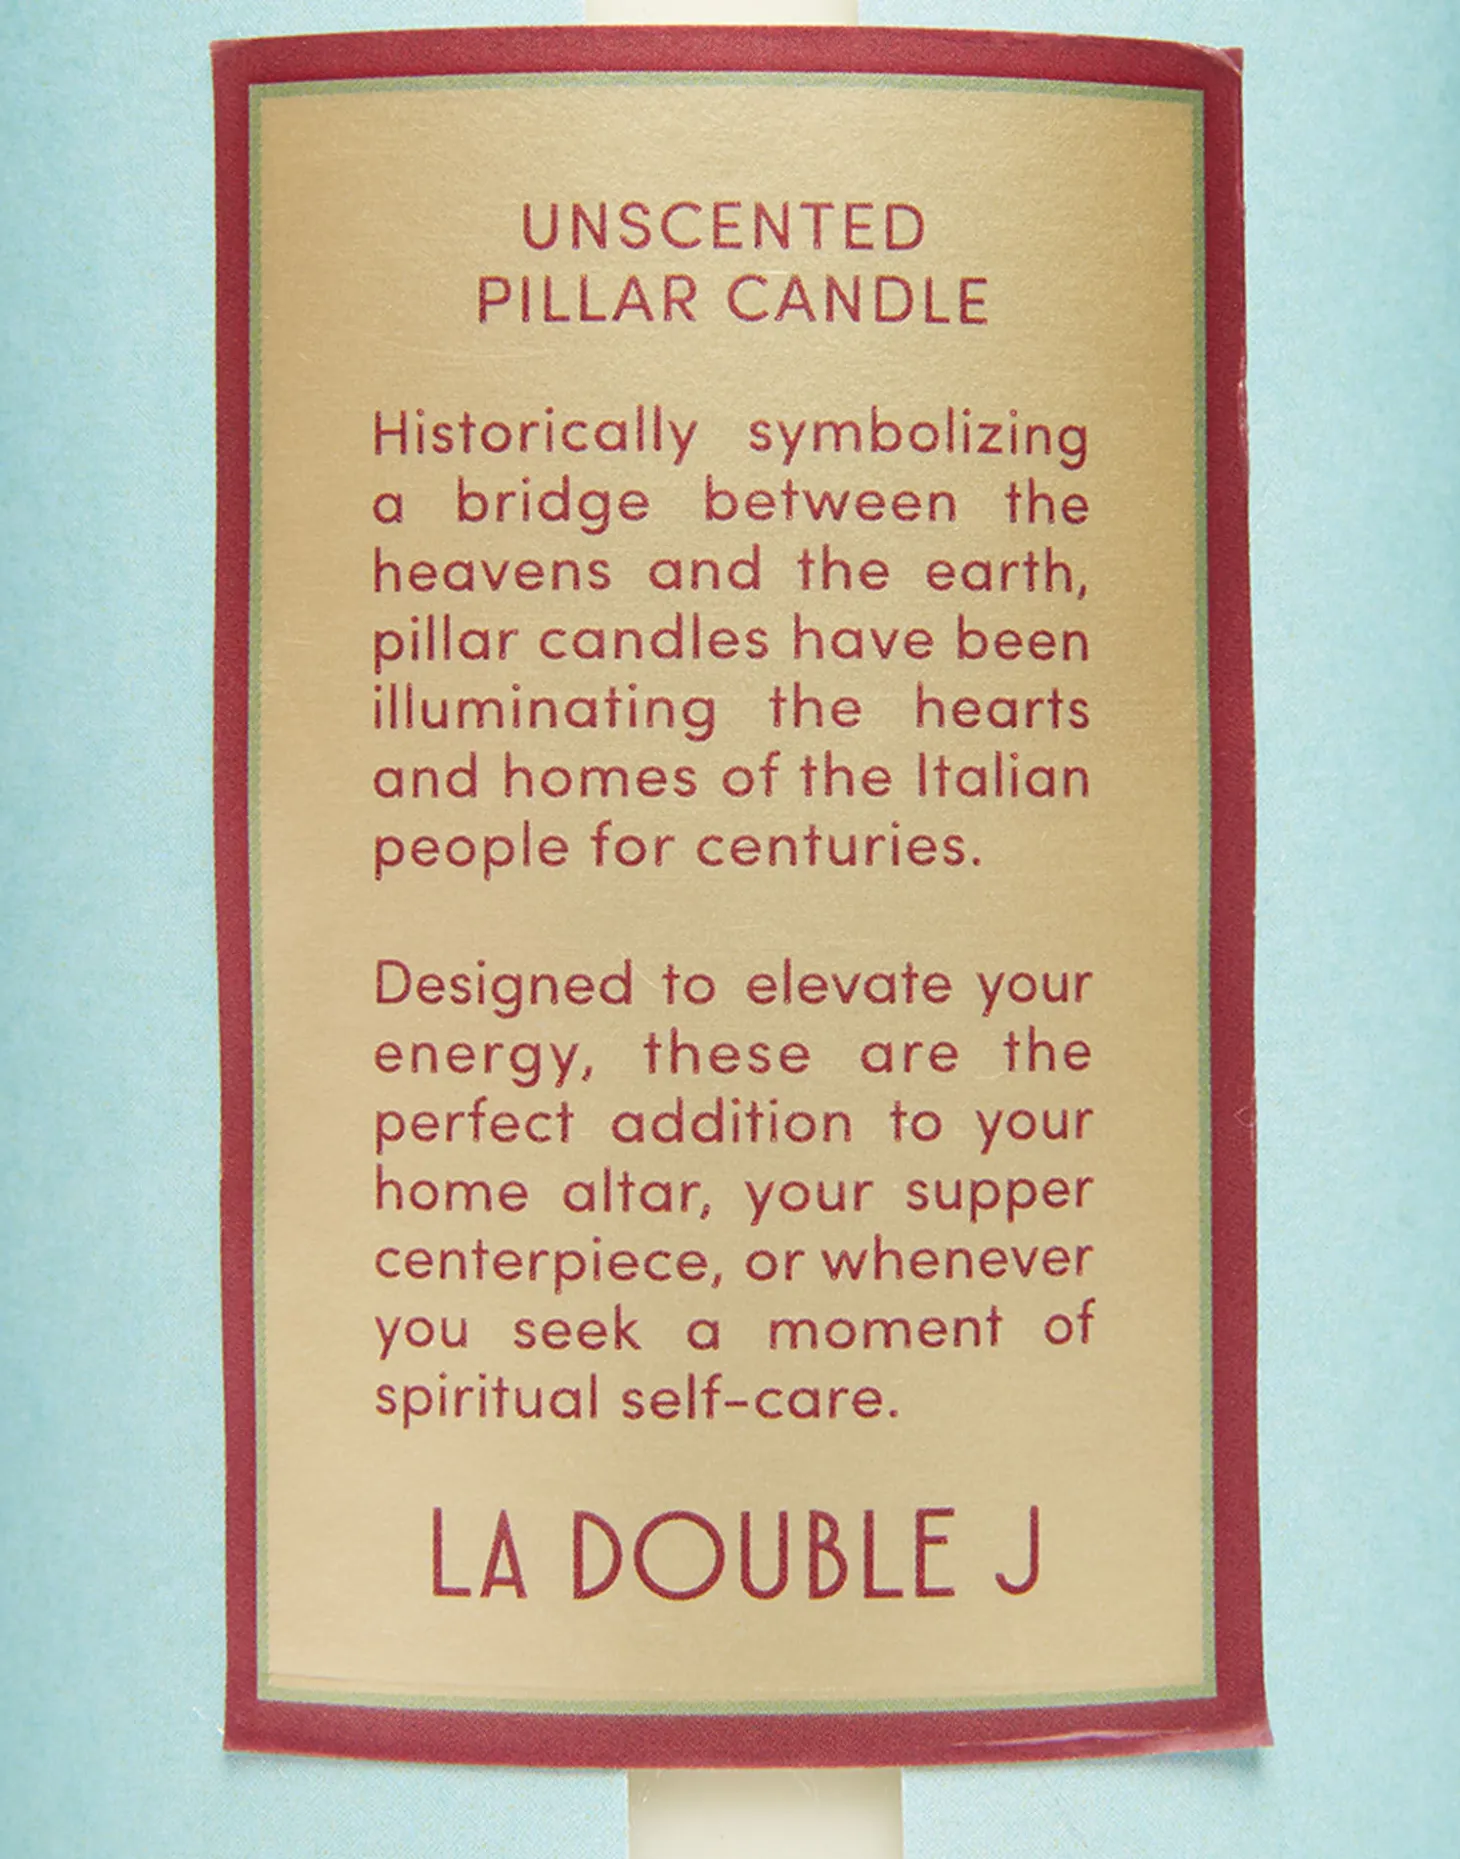 UNSCENTED
PILLAR CANDLE
Historically symbolizing
a bridge between the
heavens and the earth,
pillar candles have been
illuminating the hearts
and homes of the Italian
people for centuries.
Designed to elevate your
energy, these are the
perfect addition to your
home altar, your supper
centerpiece, or whenever
you seek a moment of
spiritual self-care.
LA DOUBLE J